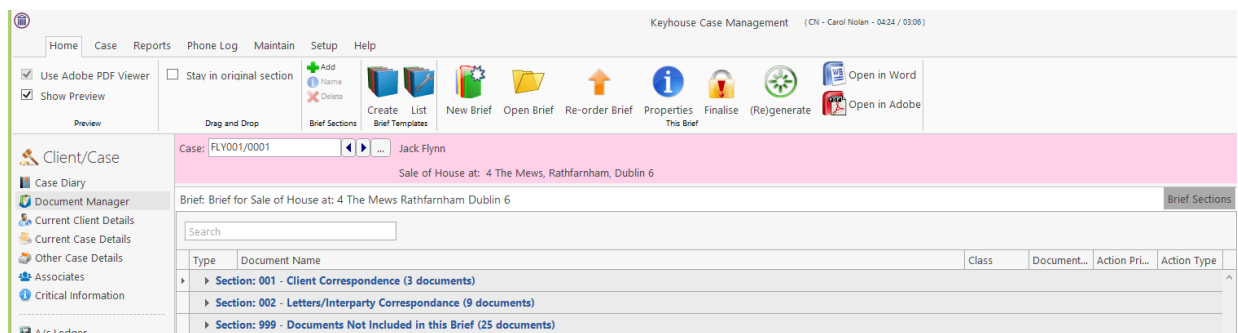 Keyhouse Case Management (CN - Carol Nolan - 04:24 / 03:06)
Home Case Reports Phone Log Maintain Setup Help
Use Adobe PDF Viewer
Show Preview
Preview
Stay in original section
Drag and Drop
Add
Name
Delete
Brief Sections
Create List
Brief Templates
New Brief Open Brief Re-order Brief Properties Finalise (Re)generate
This Brief
Open in Word
Open in Adobe
Client/Case
Case Diary
Document Manager
Current Client Details
Current Case Details
Other Case Details
Associates
Critical Information
A/c Ledger
Case: FLY001/0001 ... Jack Flynn
Sale of House at: 4 The Mews, Rathfarnham, Dublin 6
Brief: Brief for Sale of House at: 4 The Mews Rathfarnham Dublin 6 Brief Sections
Search
Type Document Name Class Document... Action Pri... Action Type
Section: 001 - Client Correspondence (3 documents)
Section: 002 - Letters/Interparty Correspondance (9 documents)
Section: 999 - Documents Not Included in this Brief (25 documents)